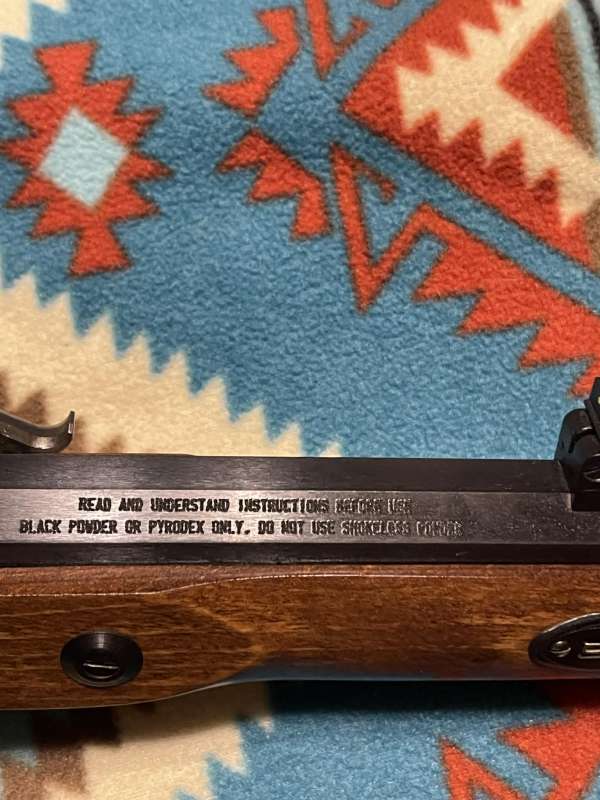 READ AND UNDERSTAND INSTRUCTIONS BEFORE USE
BLACK POWDER OR PYRODEX ONLY. DO NOT USE SMOKELESS POWDER